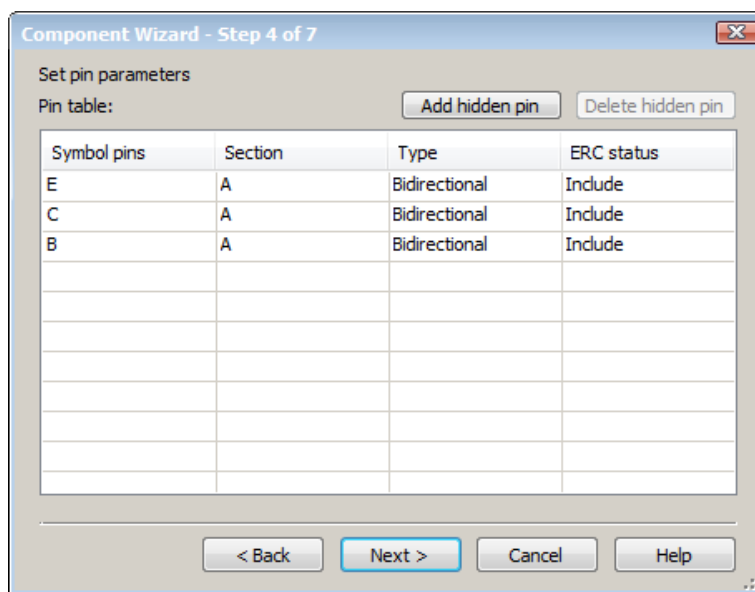 Component Wizard - Step 4 of 7
Set pin parameters
Pin table: Add hidden pin Delete hidden pin
Symbol pins Section Type ERC status
E A Bidirectional Include
C A Bidirectional Include
B A Bidirectional Include
< Back Next > Cancel Help